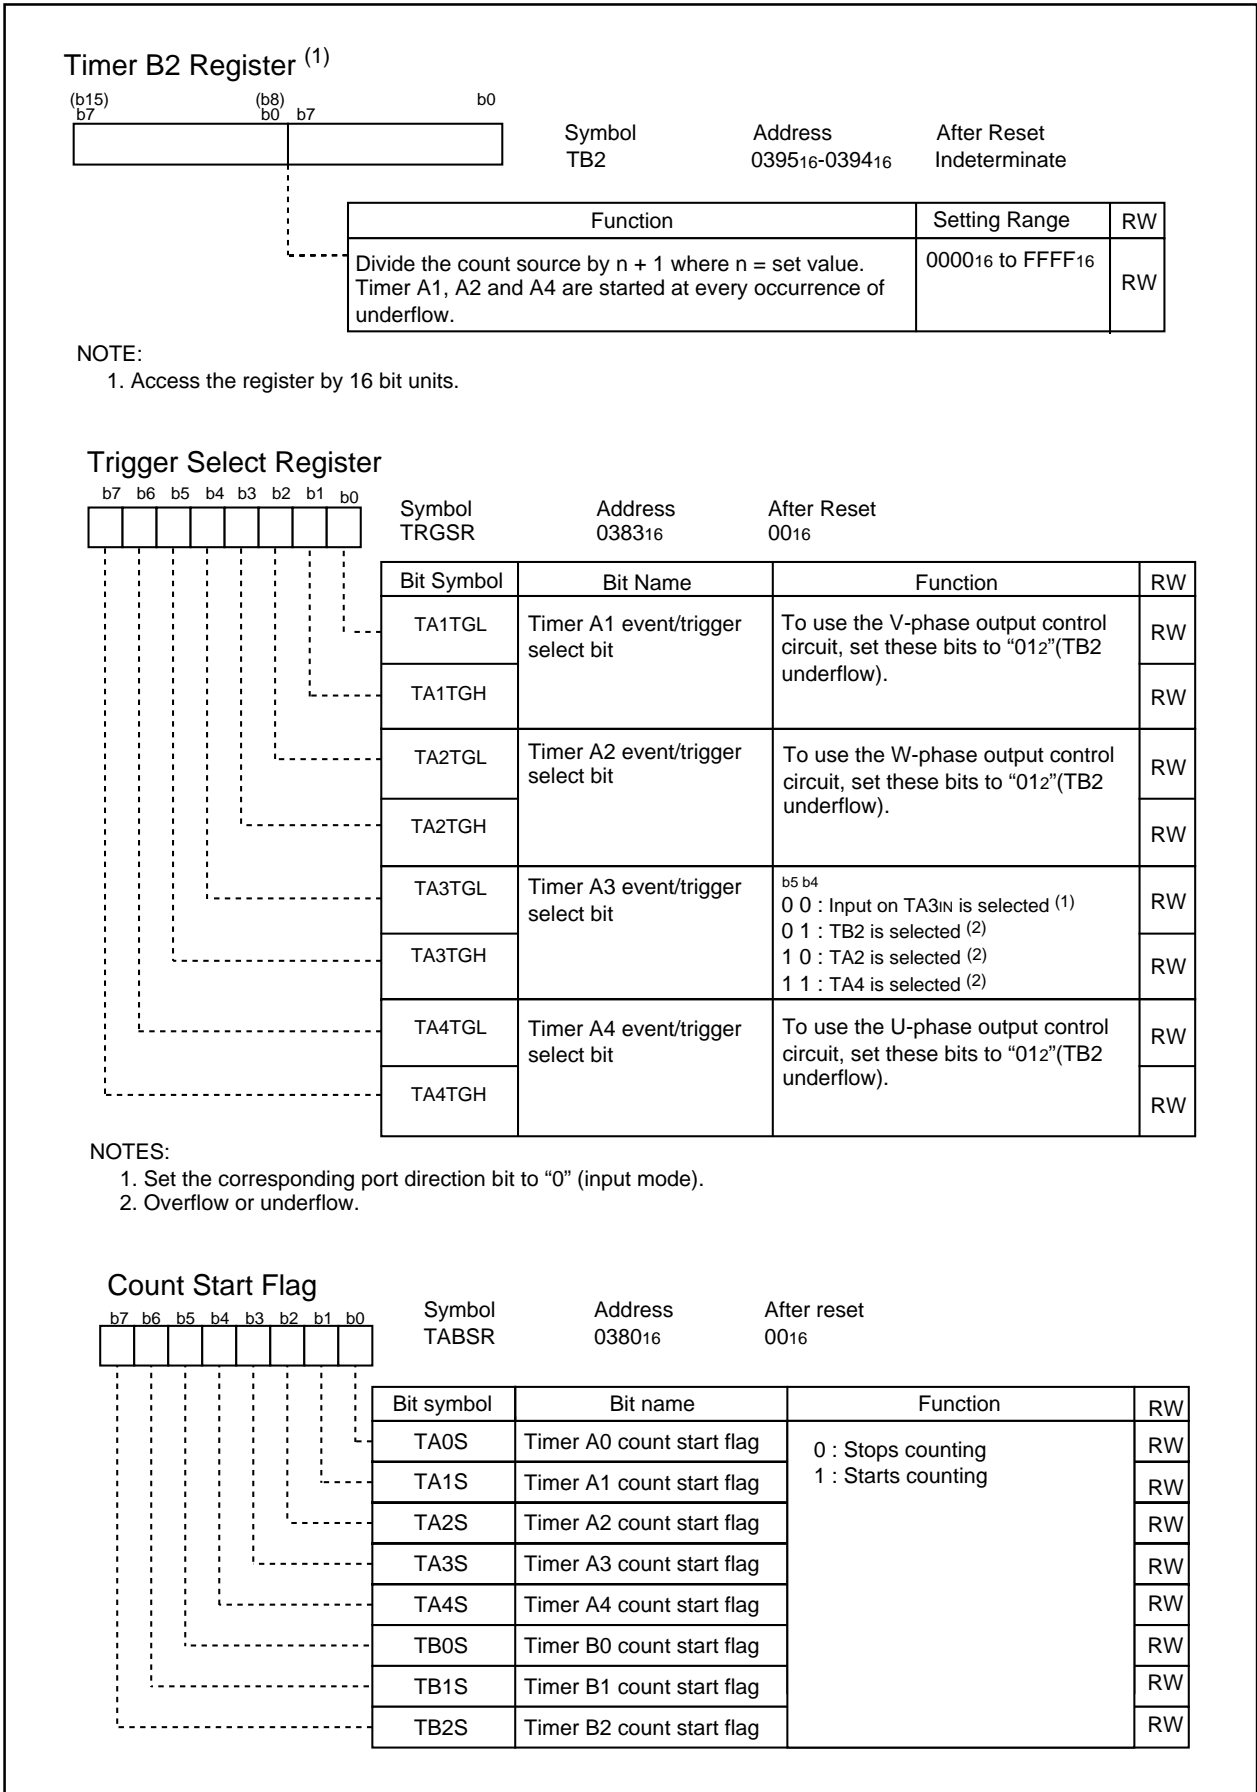 Timer B2 Register (1)
(b15) (b8)
b7 b0 b7 b0
Symbol Address After Reset
TB2 039516-039416 Indeterminate
Function Setting Range RW
Divide the count source by n + 1 where n = set value. 000016 to FFFF16 RW
Timer A1, A2 and A4 are started at every occurrence of
underflow.
NOTE:
1. Access the register by 16 bit units.
Trigger Select Register
b7 b6 b5 b4 b3 b2 b1 b0
Symbol Address After Reset
TRGSR 038316 0016
Bit Symbol Bit Name Function RW
TA1TGL Timer A1 event/trigger To use the V-phase output control RW
select bit circuit, set these bits to “012”(TB2
underflow).
TA1TGH RW
TA2TGL Timer A2 event/trigger To use the W-phase output control RW
select bit circuit, set these bits to “012”(TB2
underflow).
TA2TGH RW
TA3TGL Timer A3 event/trigger b5 b4 RW
select bit 0 0 : Input on TA3IN is selected (1)
0 1 : TB2 is selected (2)
TA3TGH 1 0 : TA2 is selected (2) RW
1 1 : TA4 is selected (2)
TA4TGL Timer A4 event/trigger To use the U-phase output control RW
select bit circuit, set these bits to “012”(TB2
underflow).
TA4TGH RW
NOTES:
1. Set the corresponding port direction bit to “0” (input mode).
2. Overflow or underflow.
Count Start Flag
b7 b6 b5 b4 b3 b2 b1 b0
Symbol Address After reset
TABSR 038016 0016
Bit symbol Bit name Function RW
TA0S Timer A0 count start flag 0 : Stops counting RW
TA1S Timer A1 count start flag 1 : Starts counting RW
TA2S Timer A2 count start flag RW
TA3S Timer A3 count start flag RW
TA4S Timer A4 count start flag RW
TB0S Timer B0 count start flag RW
TB1S Timer B1 count start flag RW
TB2S Timer B2 count start flag RW